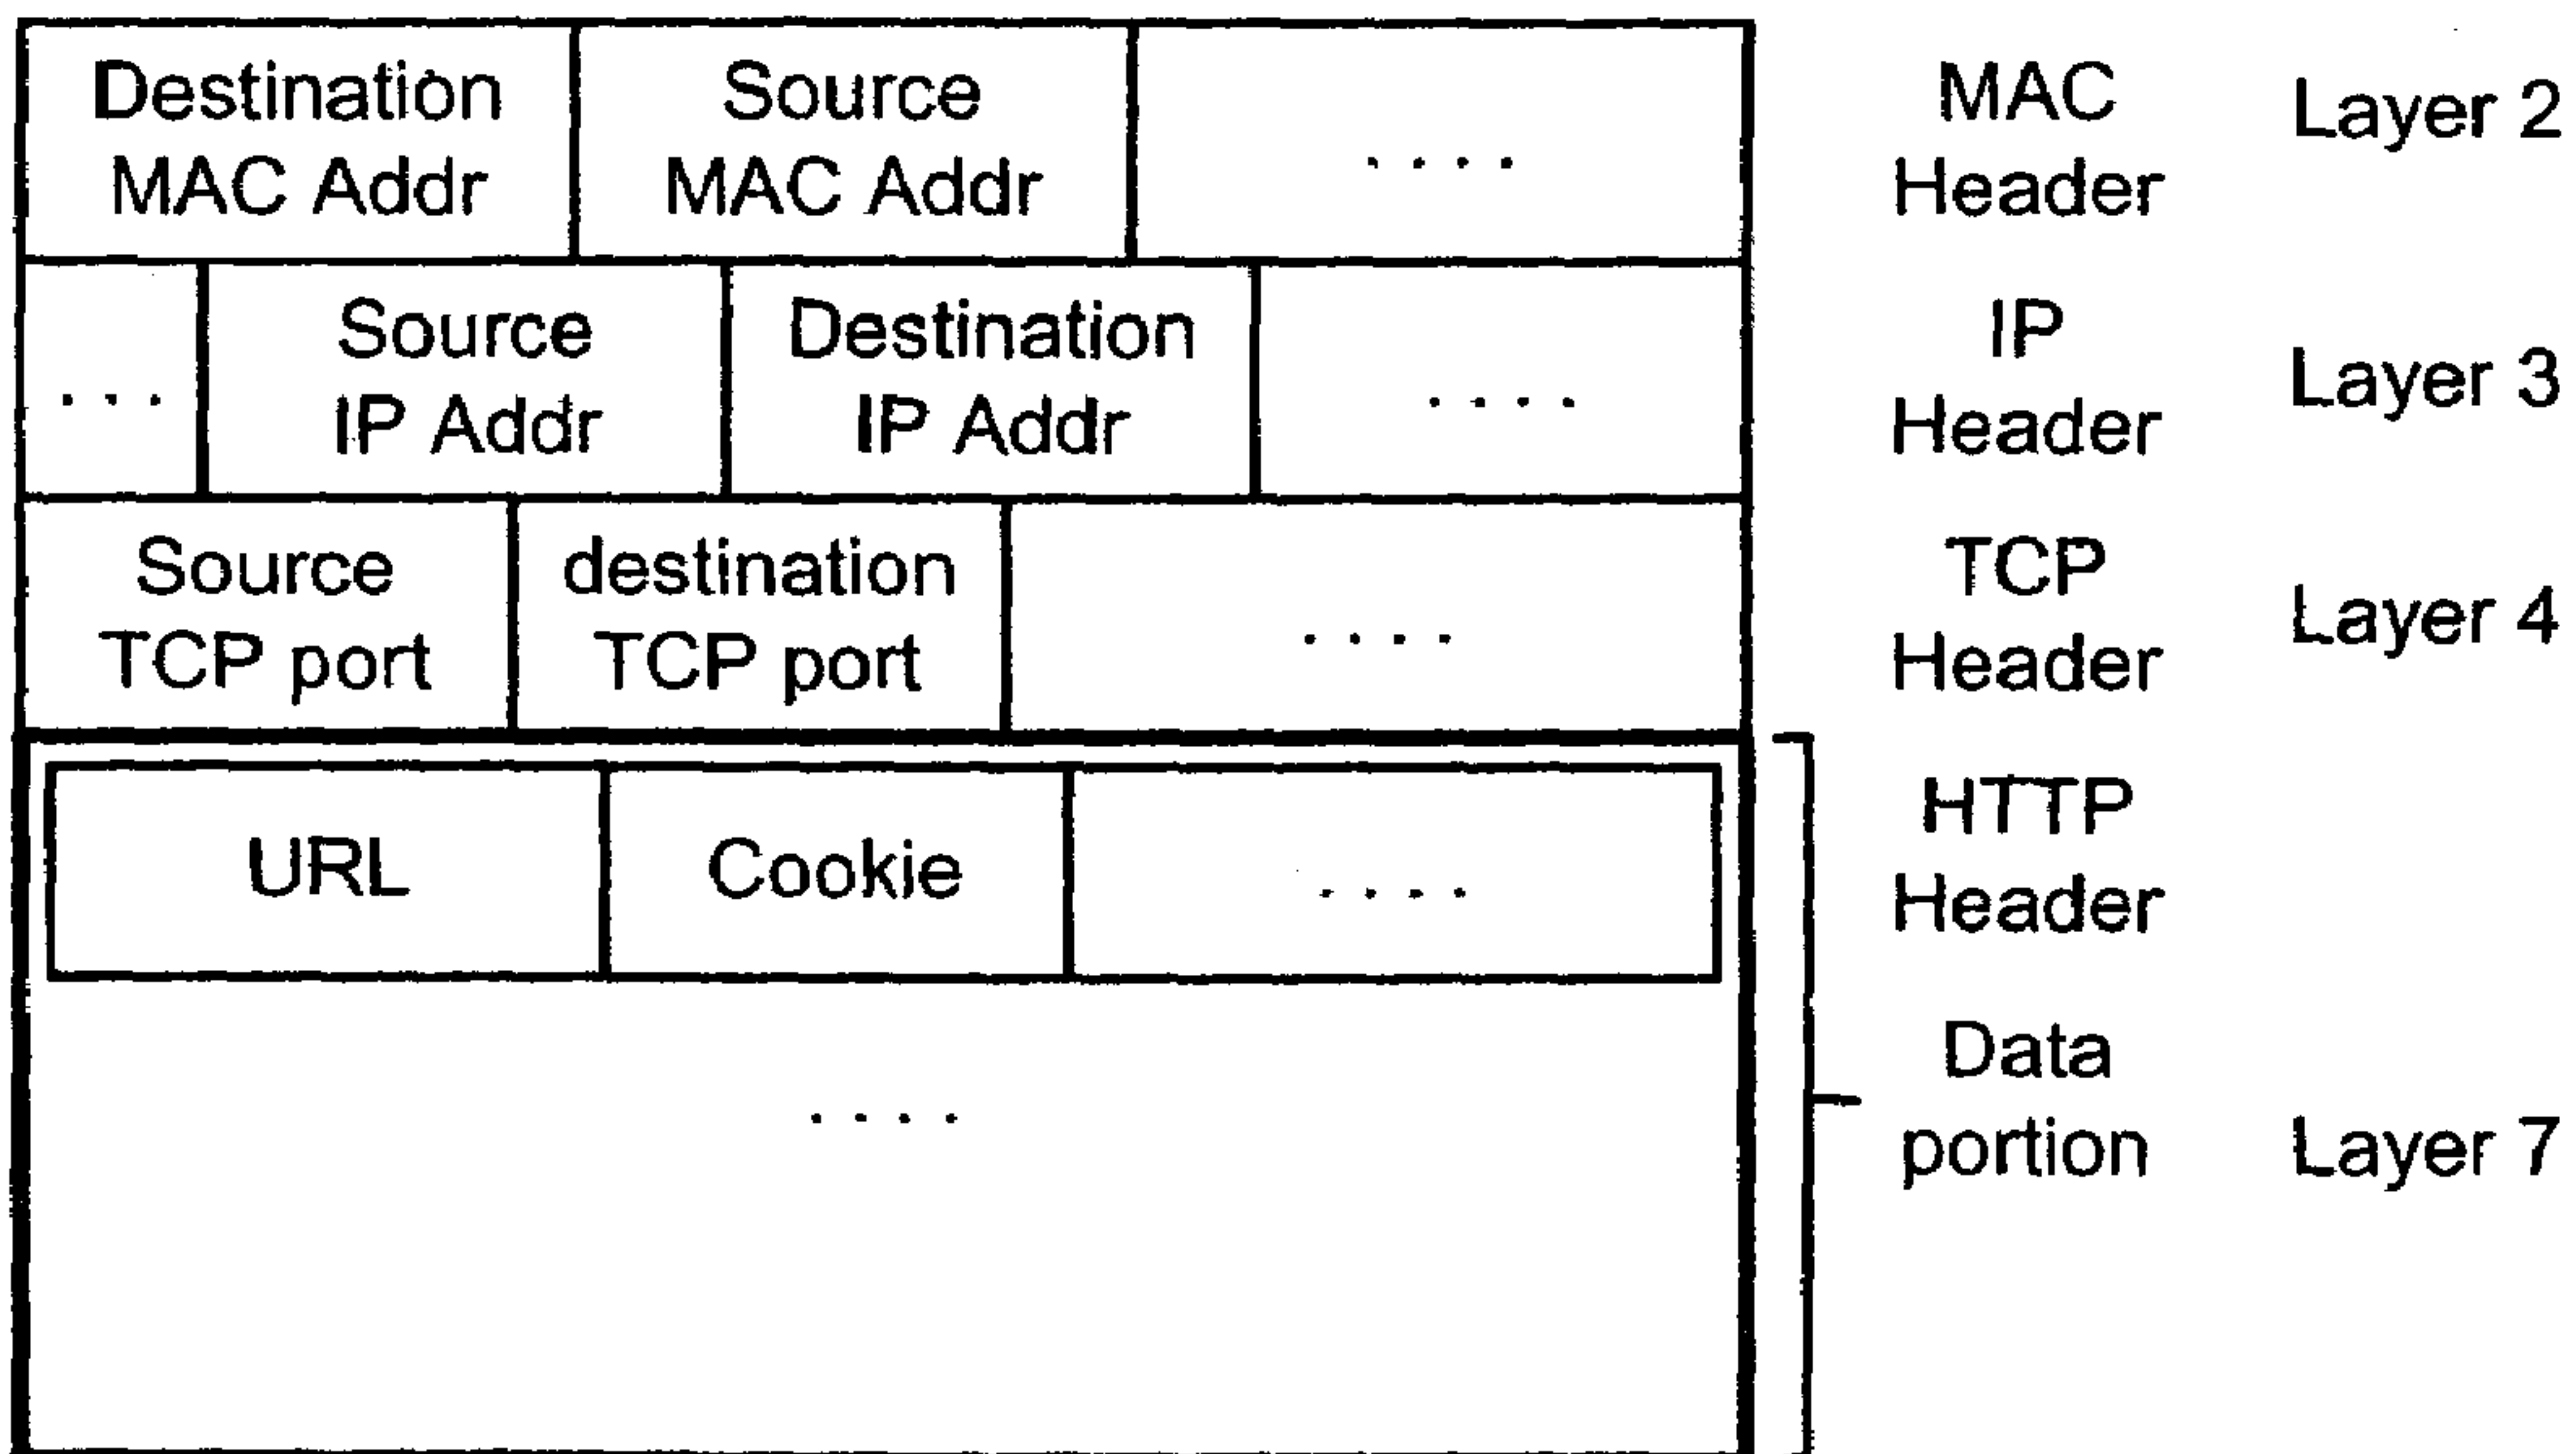 Destination MAC Addr
Source MAC Addr
. . . .
MAC Header
Layer 2
. . .
Source IP Addr
Destination IP Addr
. . . .
IP Header
Layer 3
Source TCP port
destination TCP port
. . . .
TCP Header
Layer 4
URL
Cookie
. . . .
HTTP Header
. . . .
Data portion
Layer 7